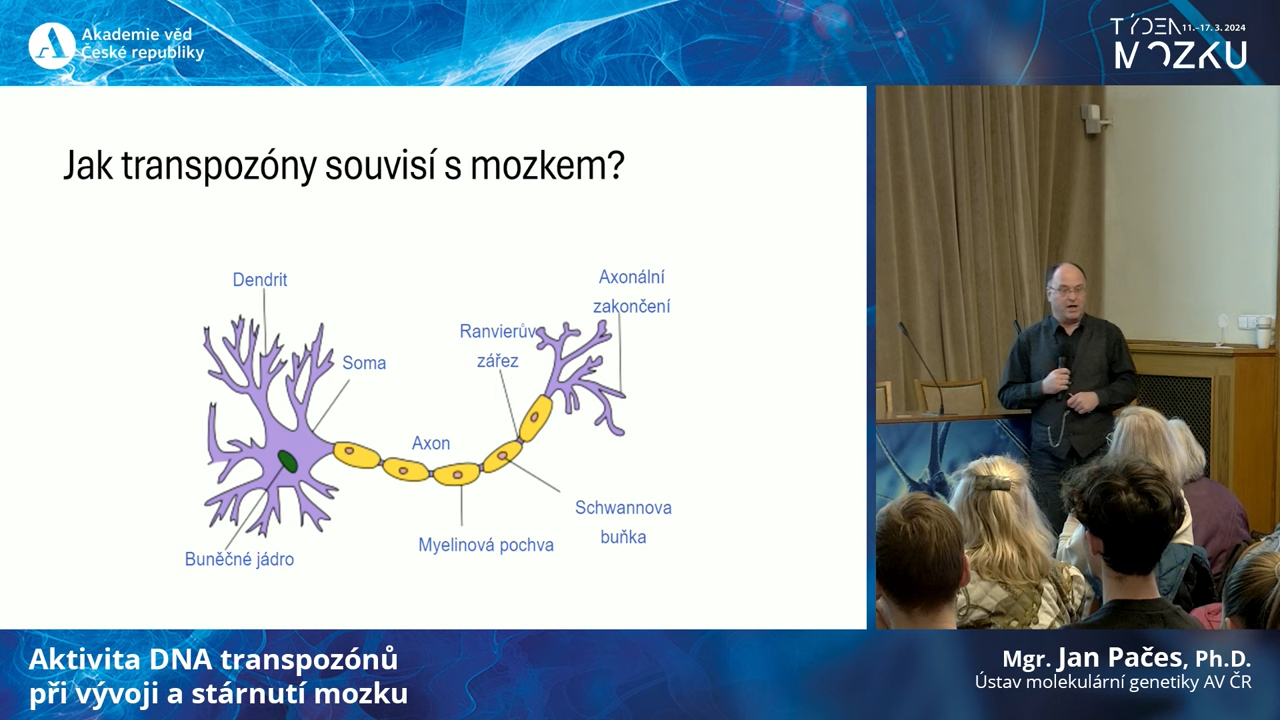 Akademie věd
České republiky
TÝDEN 11.–17. 3. 2024
MOZKU
Jak transpozóny souvisí s mozkem?
Dendrit
Soma
Axonální
zakončení
Ranvierův
zářez
Axon
Schwannova
buňka
Myelinová pochva
Buněčné jádro
Aktivita DNA transpozónů
při vývoji a stárnutí mozku
Mgr. Jan Pačes, Ph.D.
Ústav molekulární genetiky AV ČR